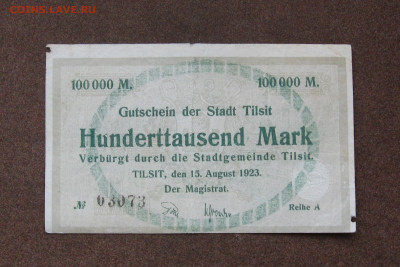 COINS.LAVE.RU
100 000 M. 100 000 M.
Gutschein der Stadt Tilsit
Hunderttausend Mark
Verbürgt durch die Stadtgemeinde Tilsit.
TILSIT, den 15. August 1923.
Der Magistrat.
№ 03073
Reihe A